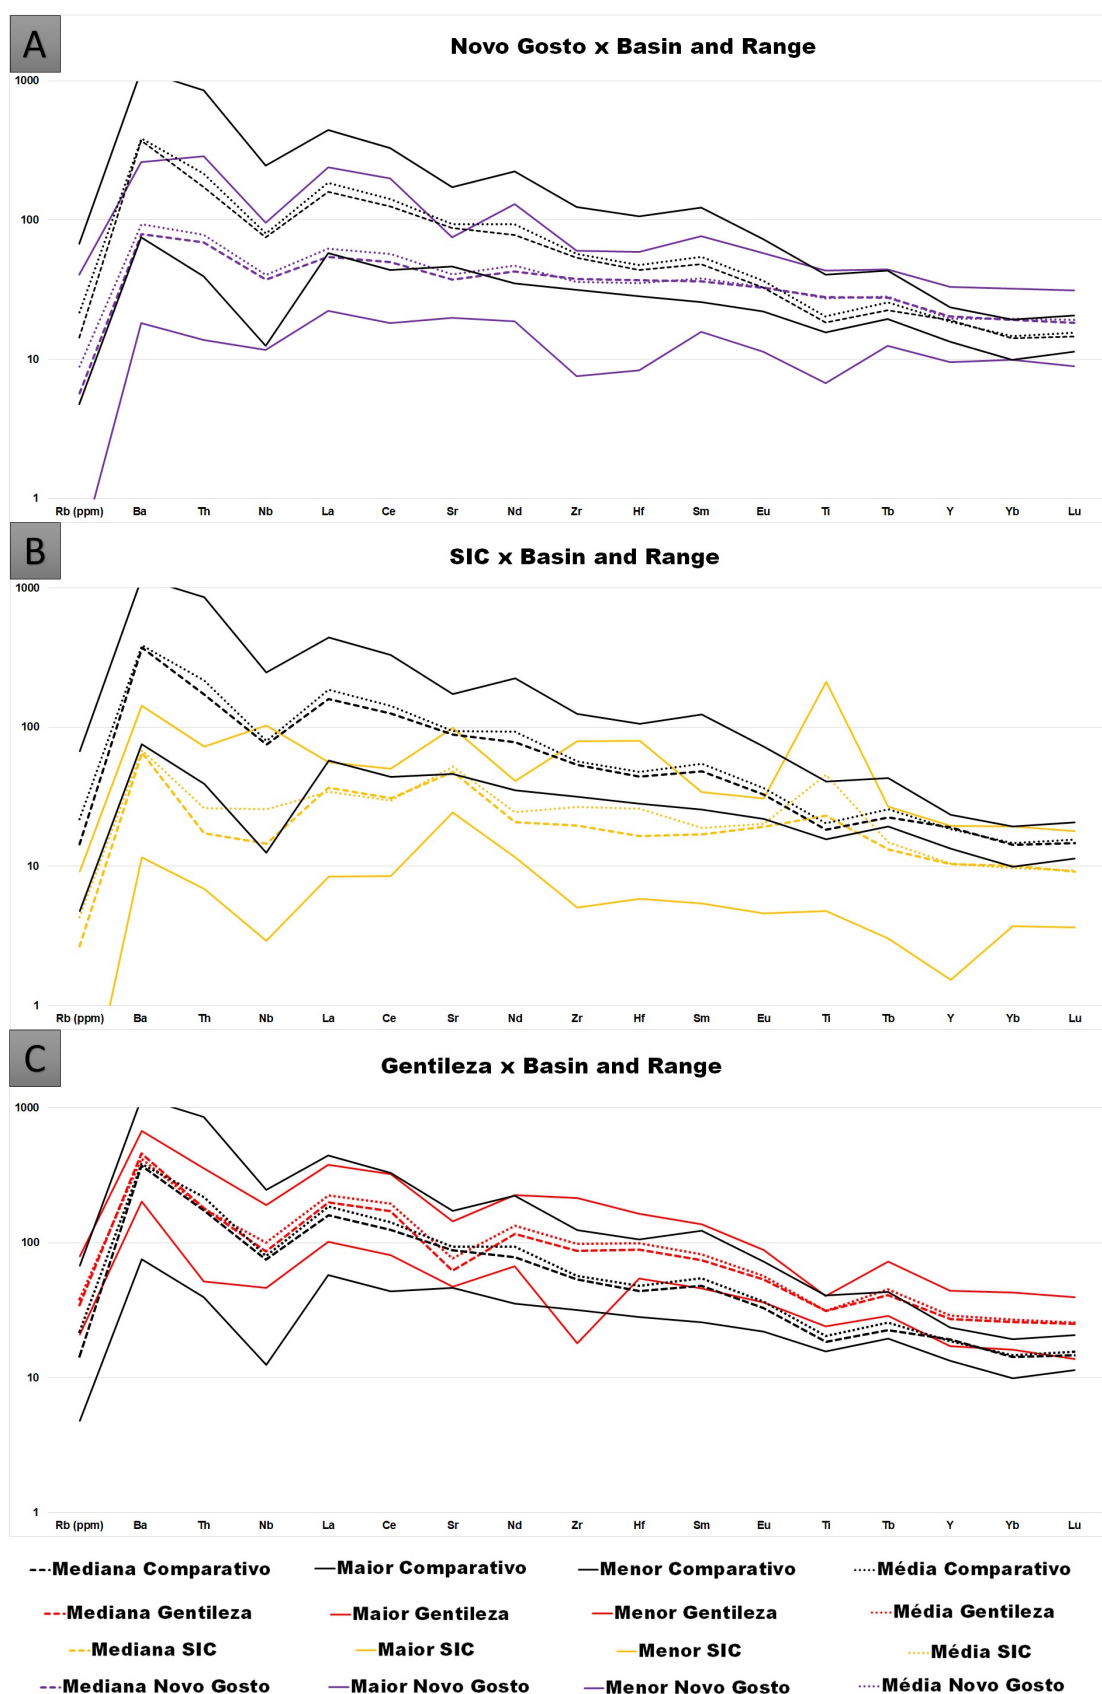 A
Novo Gosto x Basin and Range
1000
100
10
1
Rb (ppm) Ba Th Nb La Ce Sr Nd Zr Hf Sm Eu Ti Tb Y Yb Lu
B
SIC x Basin and Range
1000
100
10
1
Rb (ppm) Ba Th Nb La Ce Sr Nd Zr Hf Sm Eu Ti Tb Y Yb Lu
C
Gentileza x Basin and Range
1000
100
10
1
Rb (ppm) Ba Th Nb La Ce Sr Nd Zr Hf Sm Eu Ti Tb Y Yb Lu
Mediana Comparativo Maior Comparativo Menor Comparativo Média Comparativo
Mediana Gentileza Maior Gentileza Menor Gentileza Média Gentileza
Mediana SIC Maior SIC Menor SIC Média SIC
Mediana Novo Gosto Maior Novo Gosto Menor Novo Gosto Média Novo Gosto